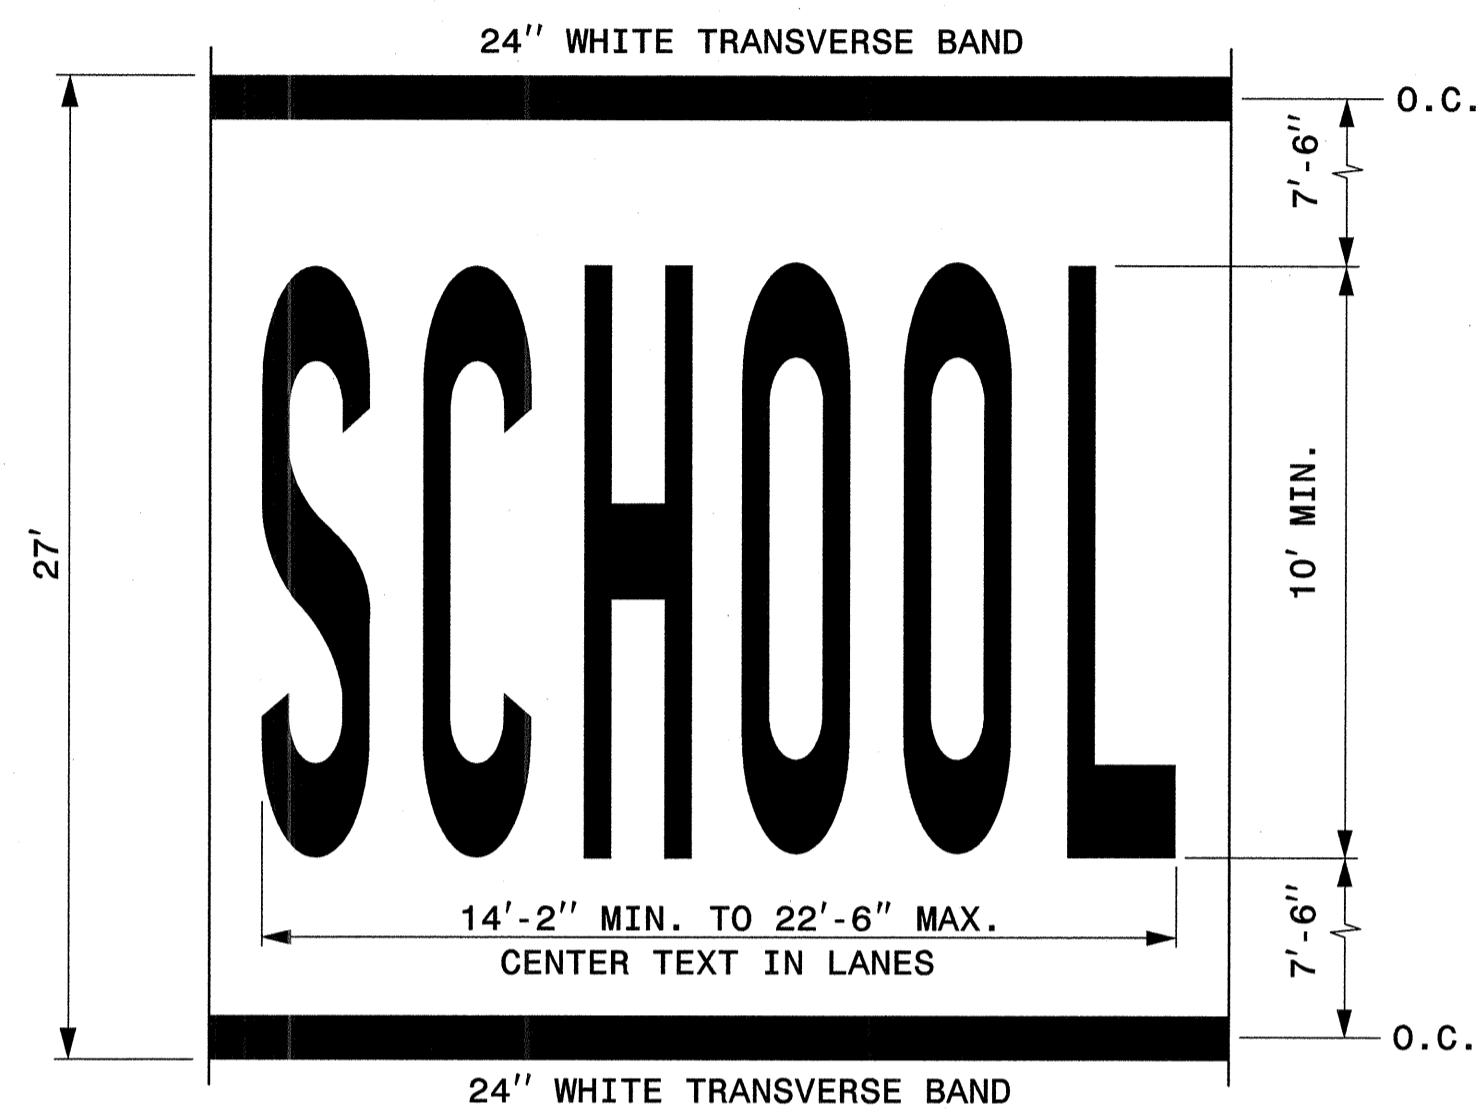 24" WHITE TRANSVERSE BAND
O.C.
7'-6"
SCHOOL
27'
10' MIN.
14'-2" MIN. TO 22'-6" MAX.
CENTER TEXT IN LANES
7'-6"
O.C.
24" WHITE TRANSVERSE BAND